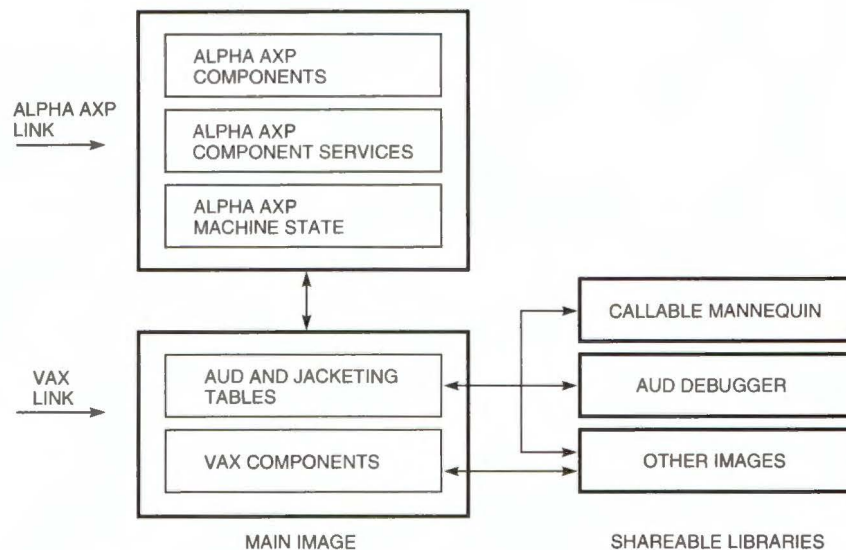 ALPHA AXP
COMPONENTS
ALPHA AXP
LINK
ALPHA AXP
COMPONENT SERVICES
ALPHA AXP
MACHINE STATE
CALLABLE MANNEQUIN
VAX
LINK
AUD AND JACKETING
TABLES
AUD DEBUGGER
VAX COMPONENTS
OTHER IMAGES
MAIN IMAGE
SHAREABLE LIBRARIES